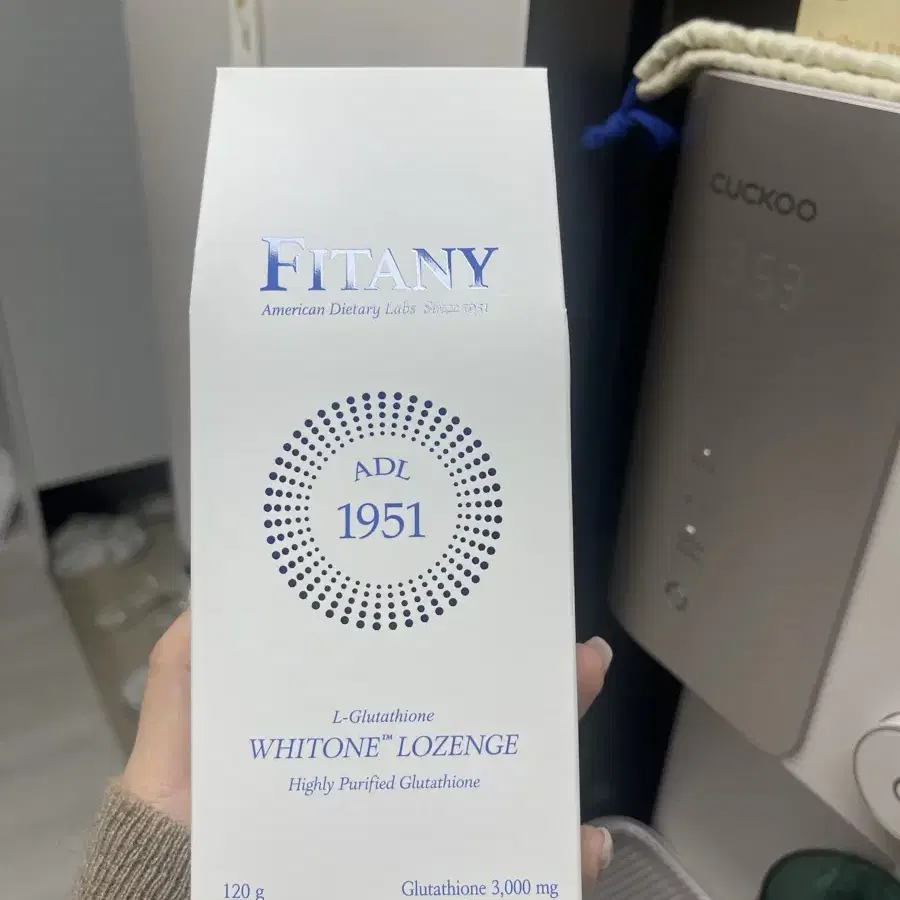 FITANY
American Dietary Labs Since 1951
ADL
1951
L-Glutathione
WHITONE™ LOZENGE
Highly Purified Glutathione
120 g
Glutathione 3,000 mg
CUCKOO